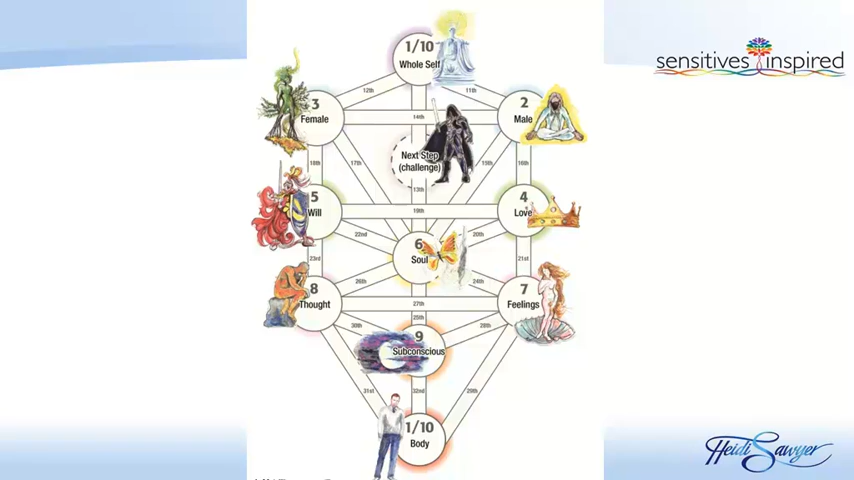 1/10
Whole Self
sensitives inspired
12th
11th
3
Female
2
Male
14th
Next Step
(challenge)
18th
17th
15th
16th
13th
5
Will
19th
4
Love
22nd
20th
6
Soul
23rd
21st
26th
24th
8
Thought
27th
7
Feelings
25th
30th
28th
9
Subconscious
31st
32nd
29th
1/10
Body
Heidi Sawyer